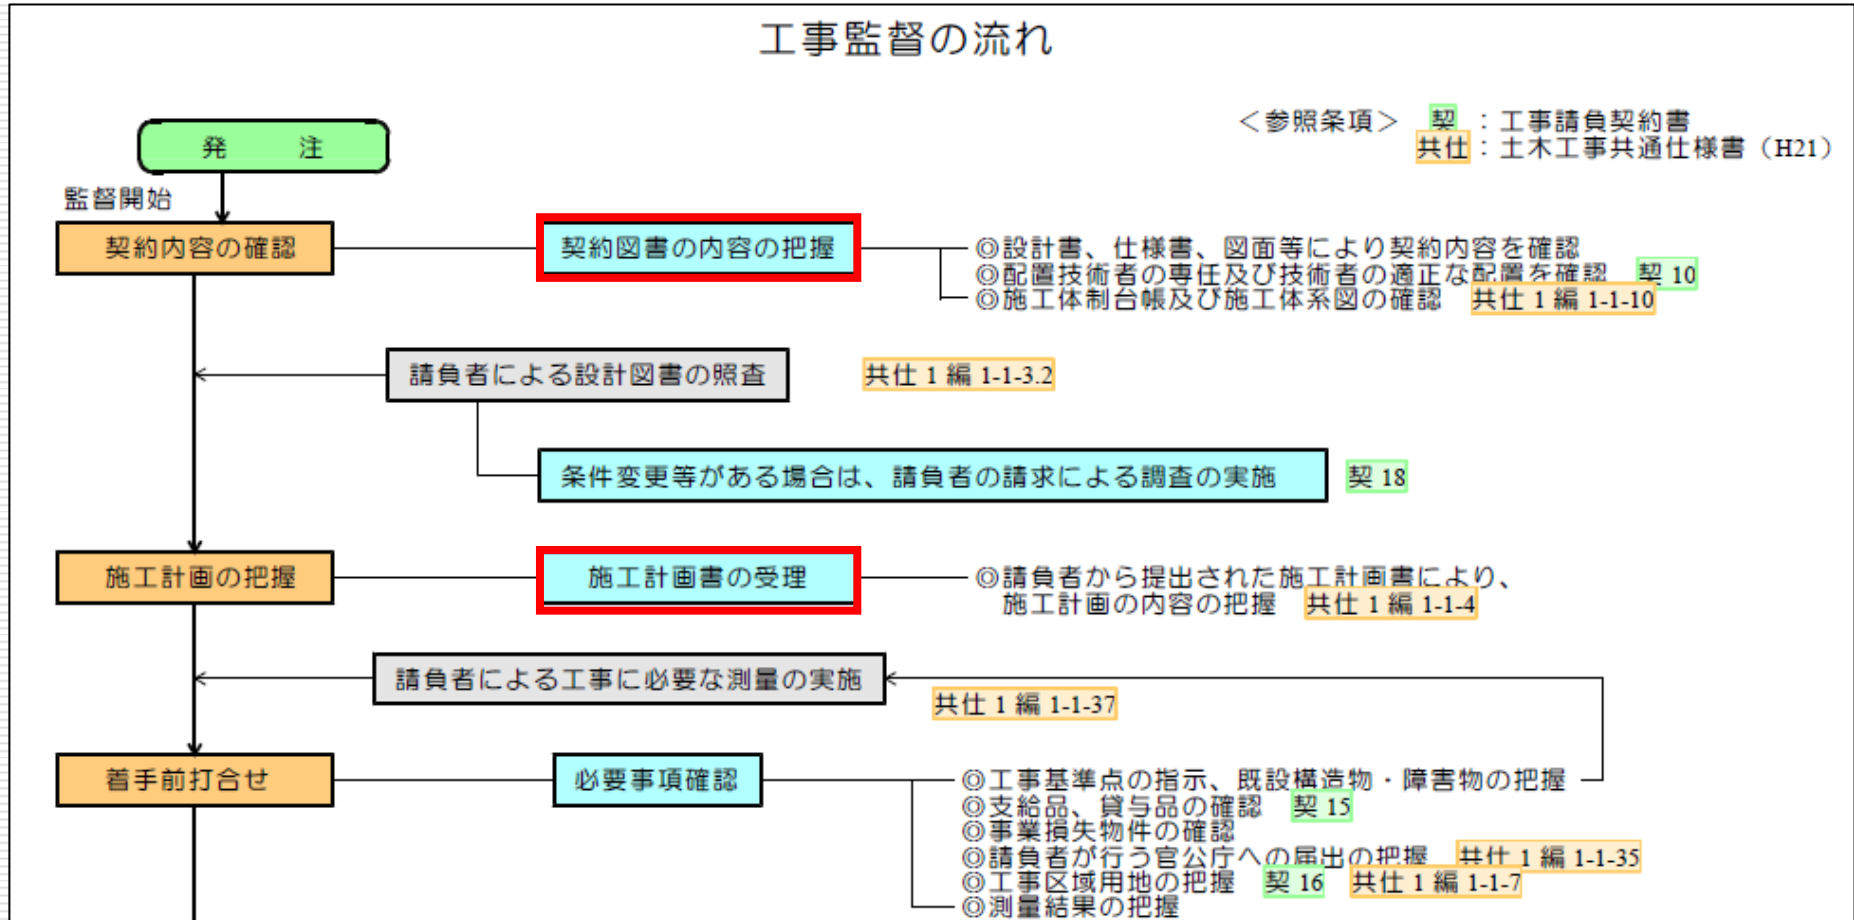 工事監督の流れ
＜参照条項＞ 契 ：工事請負契約書
共仕：土木工事共通仕様書（H21）
発 注
監督開始
契約内容の確認
契約図書の内容の把握
◎設計書、仕様書、図面等により契約内容を確認
◎配置技術者の専任及び技術者の適正な配置を確認 契 10
◎施工体制台帳及び施工体系図の確認 共仕 1 編 1-1-10
請負者による設計図書の照査 共仕 1 編 1-1-3.2
条件変更等がある場合は、請負者の請求による調査の実施 契 18
施工計画の把握
施工計画書の受理
◎請負者から提出された施工計画書により、
施工計画の内容の把握 共仕 1 編 1-1-4
請負者による工事に必要な測量の実施
共仕 1 編 1-1-37
着手前打合せ
必要事項確認
◎工事基準点の指示、既設構造物・障害物の把握
◎支給品、貸与品の確認 契 15
◎事業損失物件の確認
◎請負者が行う官公庁への届出の把握 共仕 1 編 1-1-35
◎工事区域用地の把握 契 16 共仕 1 編 1-1-7
◎測量結果の把握